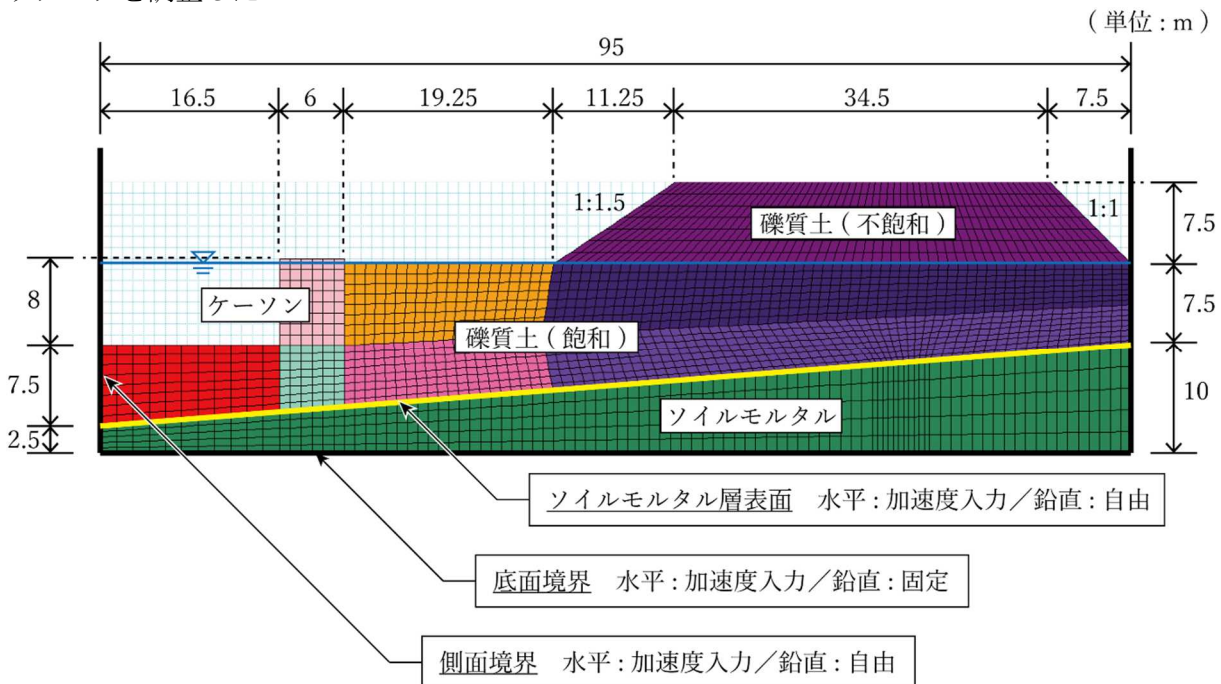 (単位:m)
95
16.5
6
19.25
11.25
34.5
7.5
1:1.5
1:1
礫質土(不飽和)
7.5
ケーソン
8
礫質土(飽和)
7.5
7.5
ソイルモルタル
10
2.5
ソイルモルタル層表面 水平:加速度入力/鉛直:自由
底面境界 水平:加速度入力/鉛直:固定
側面境界 水平:加速度入力/鉛直:自由